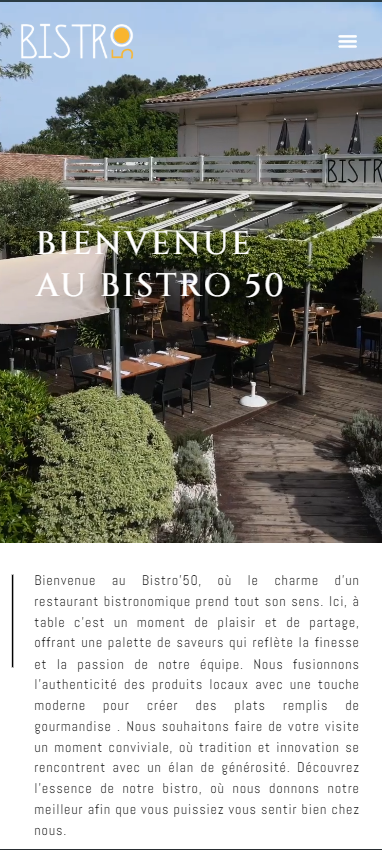 BISTRO
50
BISTR
BIENVENUE
AU BISTRO 50
Bienvenue au Bistro'50, où le charme d'un
restaurant bistronomique prend tout son sens. Ici, à
table c'est un moment de plaisir et de partage,
offrant une palette de saveurs qui reflète la finesse
et la passion de notre équipe. Nous fusionnons
l'authenticité des produits locaux avec une touche
moderne pour créer des plats remplis de
gourmandise . Nous souhaitons faire de votre visite
un moment conviviale, où tradition et innovation se
rencontrent avec un élan de générosité. Découvrez
l'essence de notre bistro, où nous donnons notre
meilleur afin que vous puissiez vous sentir bien chez
nous.